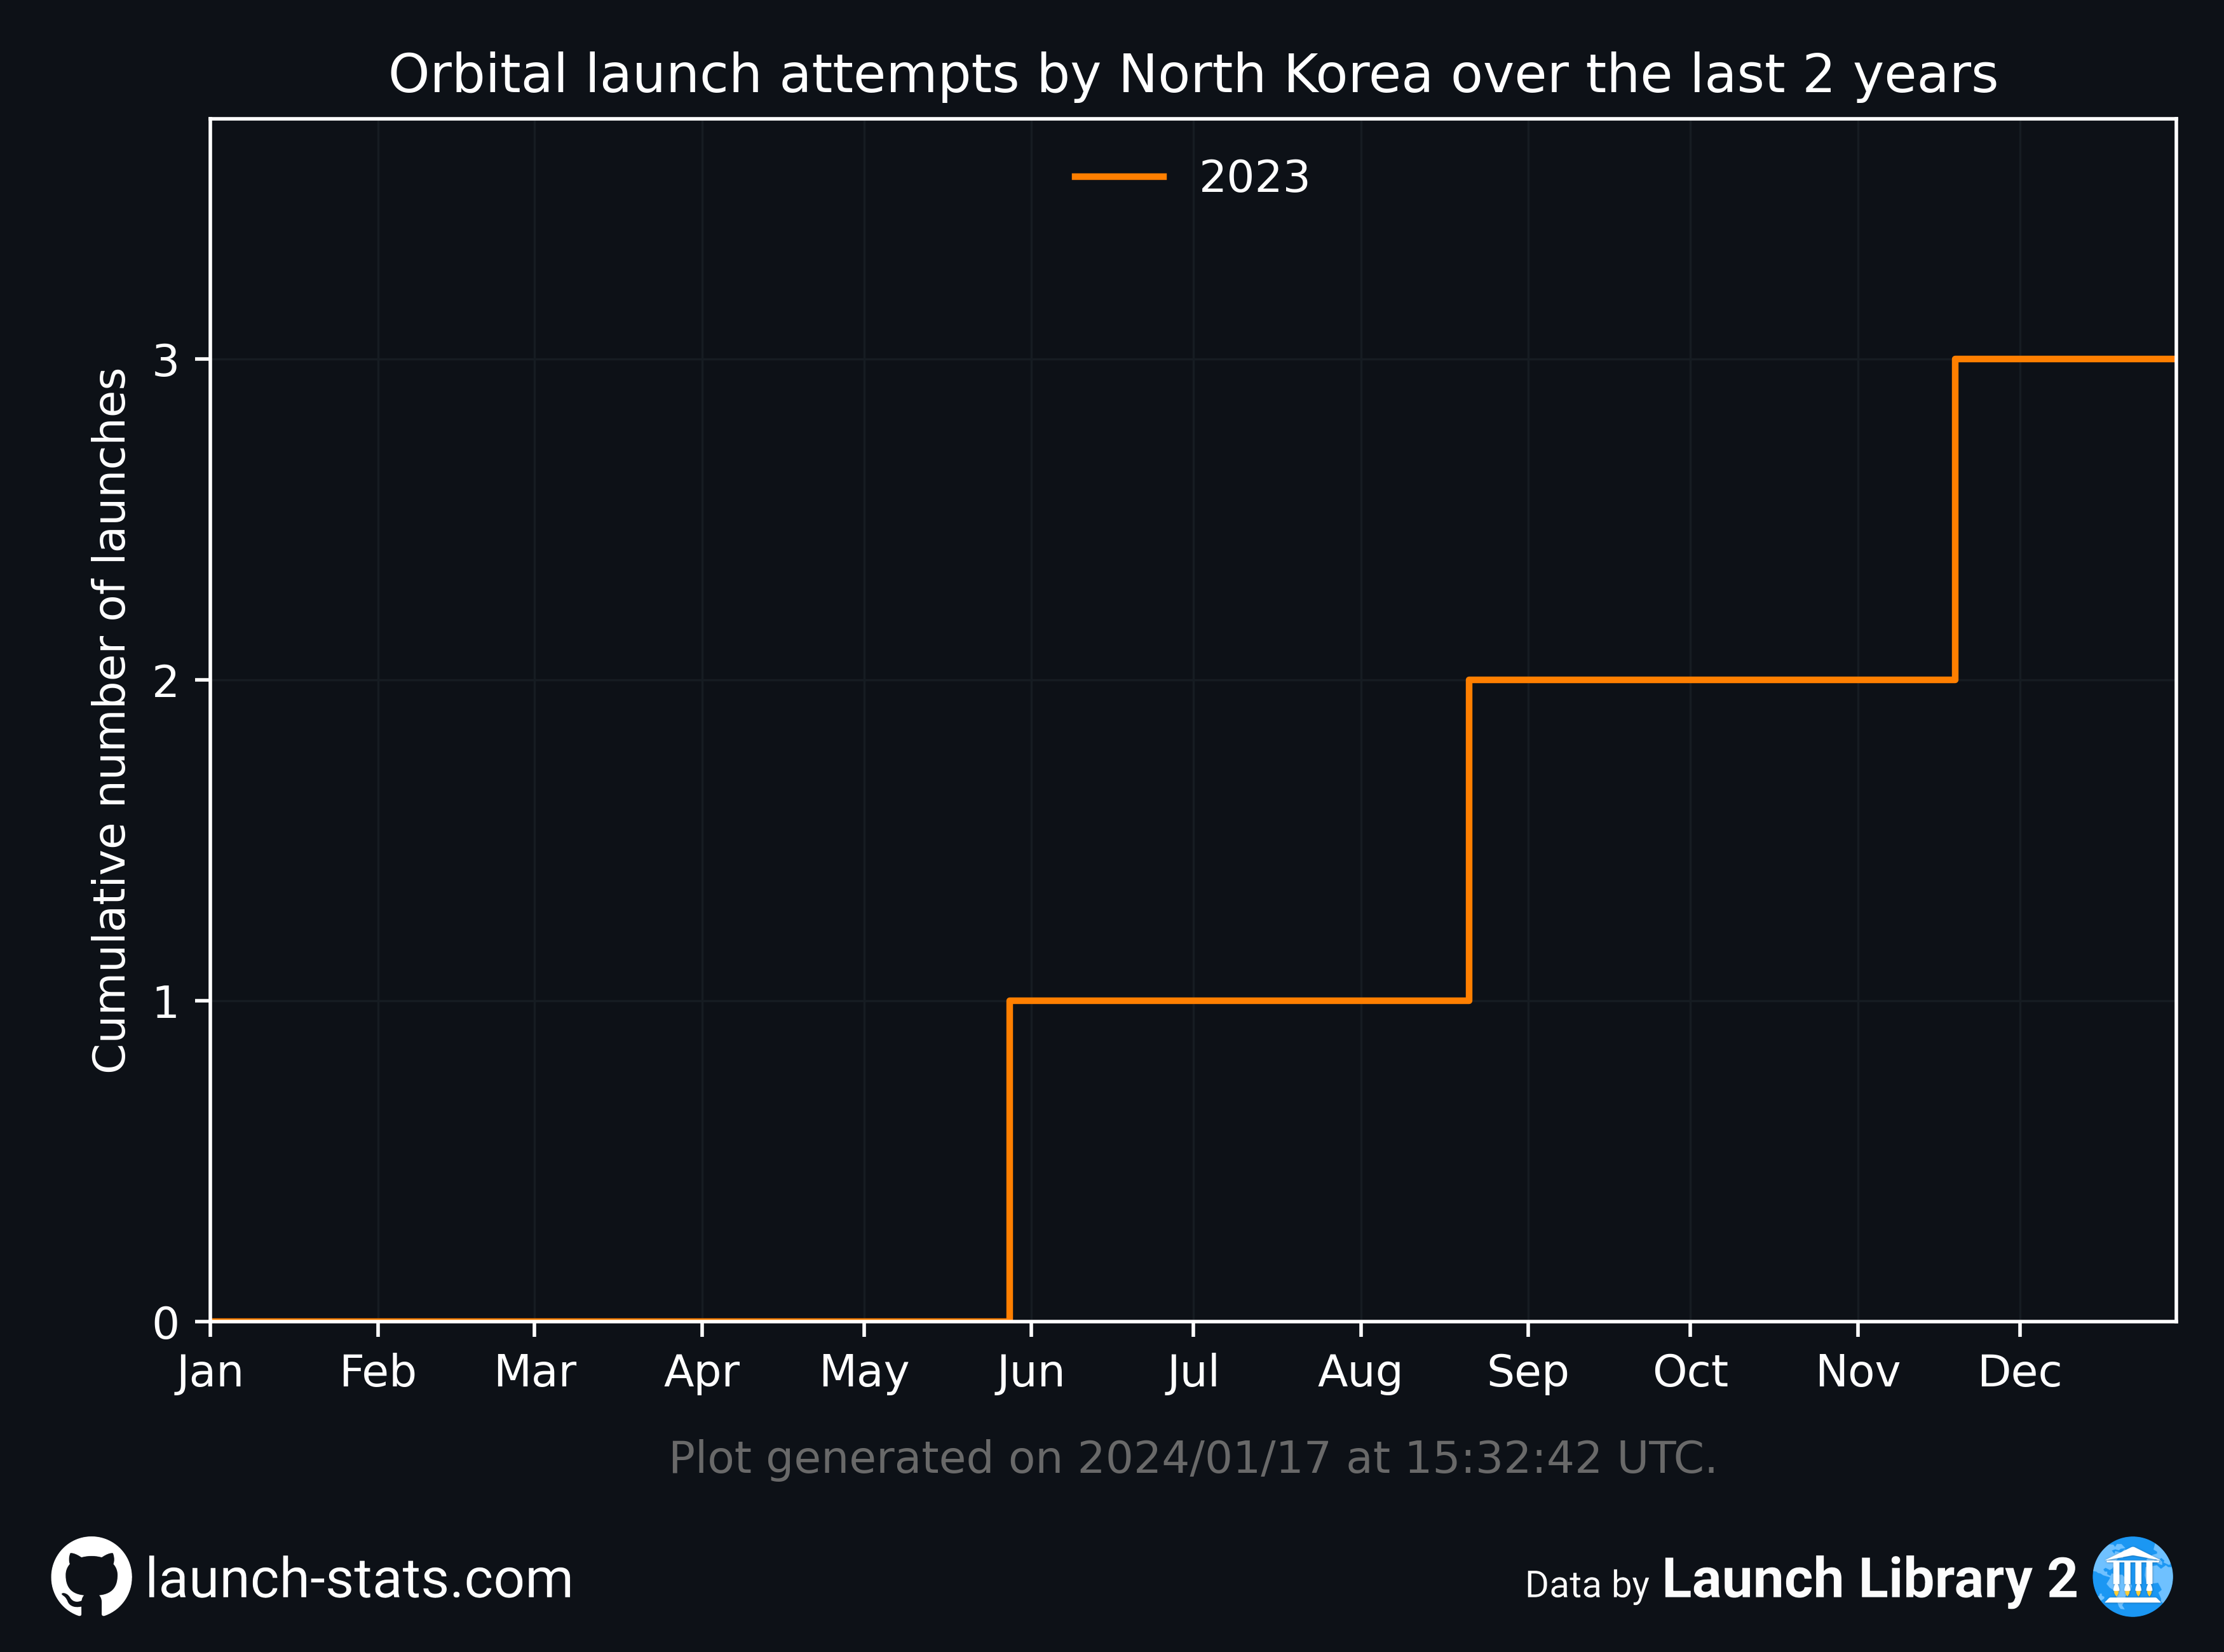 Orbital launch attempts by North Korea over the last 2 years
2023
Cumulative number of launches
3
2
1
0
Jan Feb Mar Apr May Jun Jul Aug Sep Oct Nov Dec
Plot generated on 2024/01/17 at 15:32:42 UTC.
launch-stats.com
Data by Launch Library 2